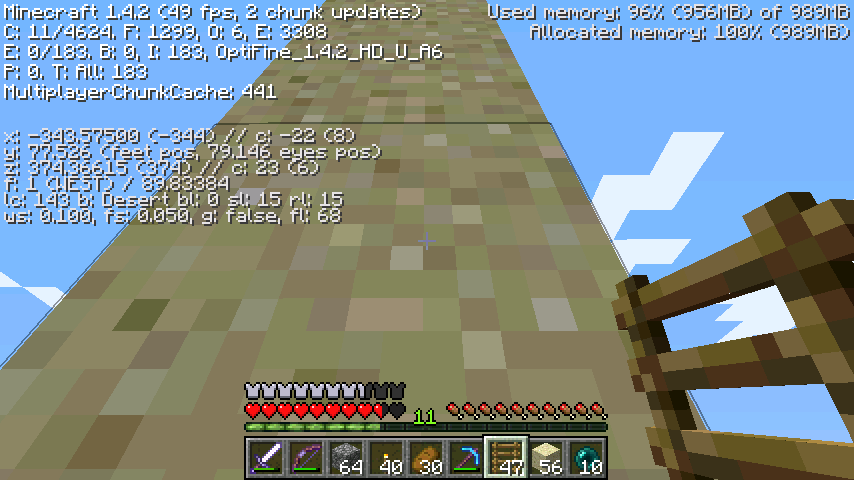 Minecraft 1.4.2 (49 fps, 2 chunk updates)
C: 11/4624. F: 1299, O: 6, E: 3308
E: 0/183. B: 0, I: 183, OptiFine_1.4.2_HD_U_A6
P: 0. T: All: 183
MultiplayerChunkCache: 441
x: -343.57500 (-344) // c: -22 (8)
y: 77.526 (feet pos, 79.146 eyes pos)
z: 374.36615 (374) // c: 23 (6)
f: 1 (WEST) / 89.83384
lc: 143 b: Desert bl: 0 sl: 15 rl: 15
ws: 0.100, fs: 0.050, g: false, fl: 68
Used memory: 96% (956MB) of 989MB
Allocated memory: 100% (989MB)
11
64 40 30 47 56 10